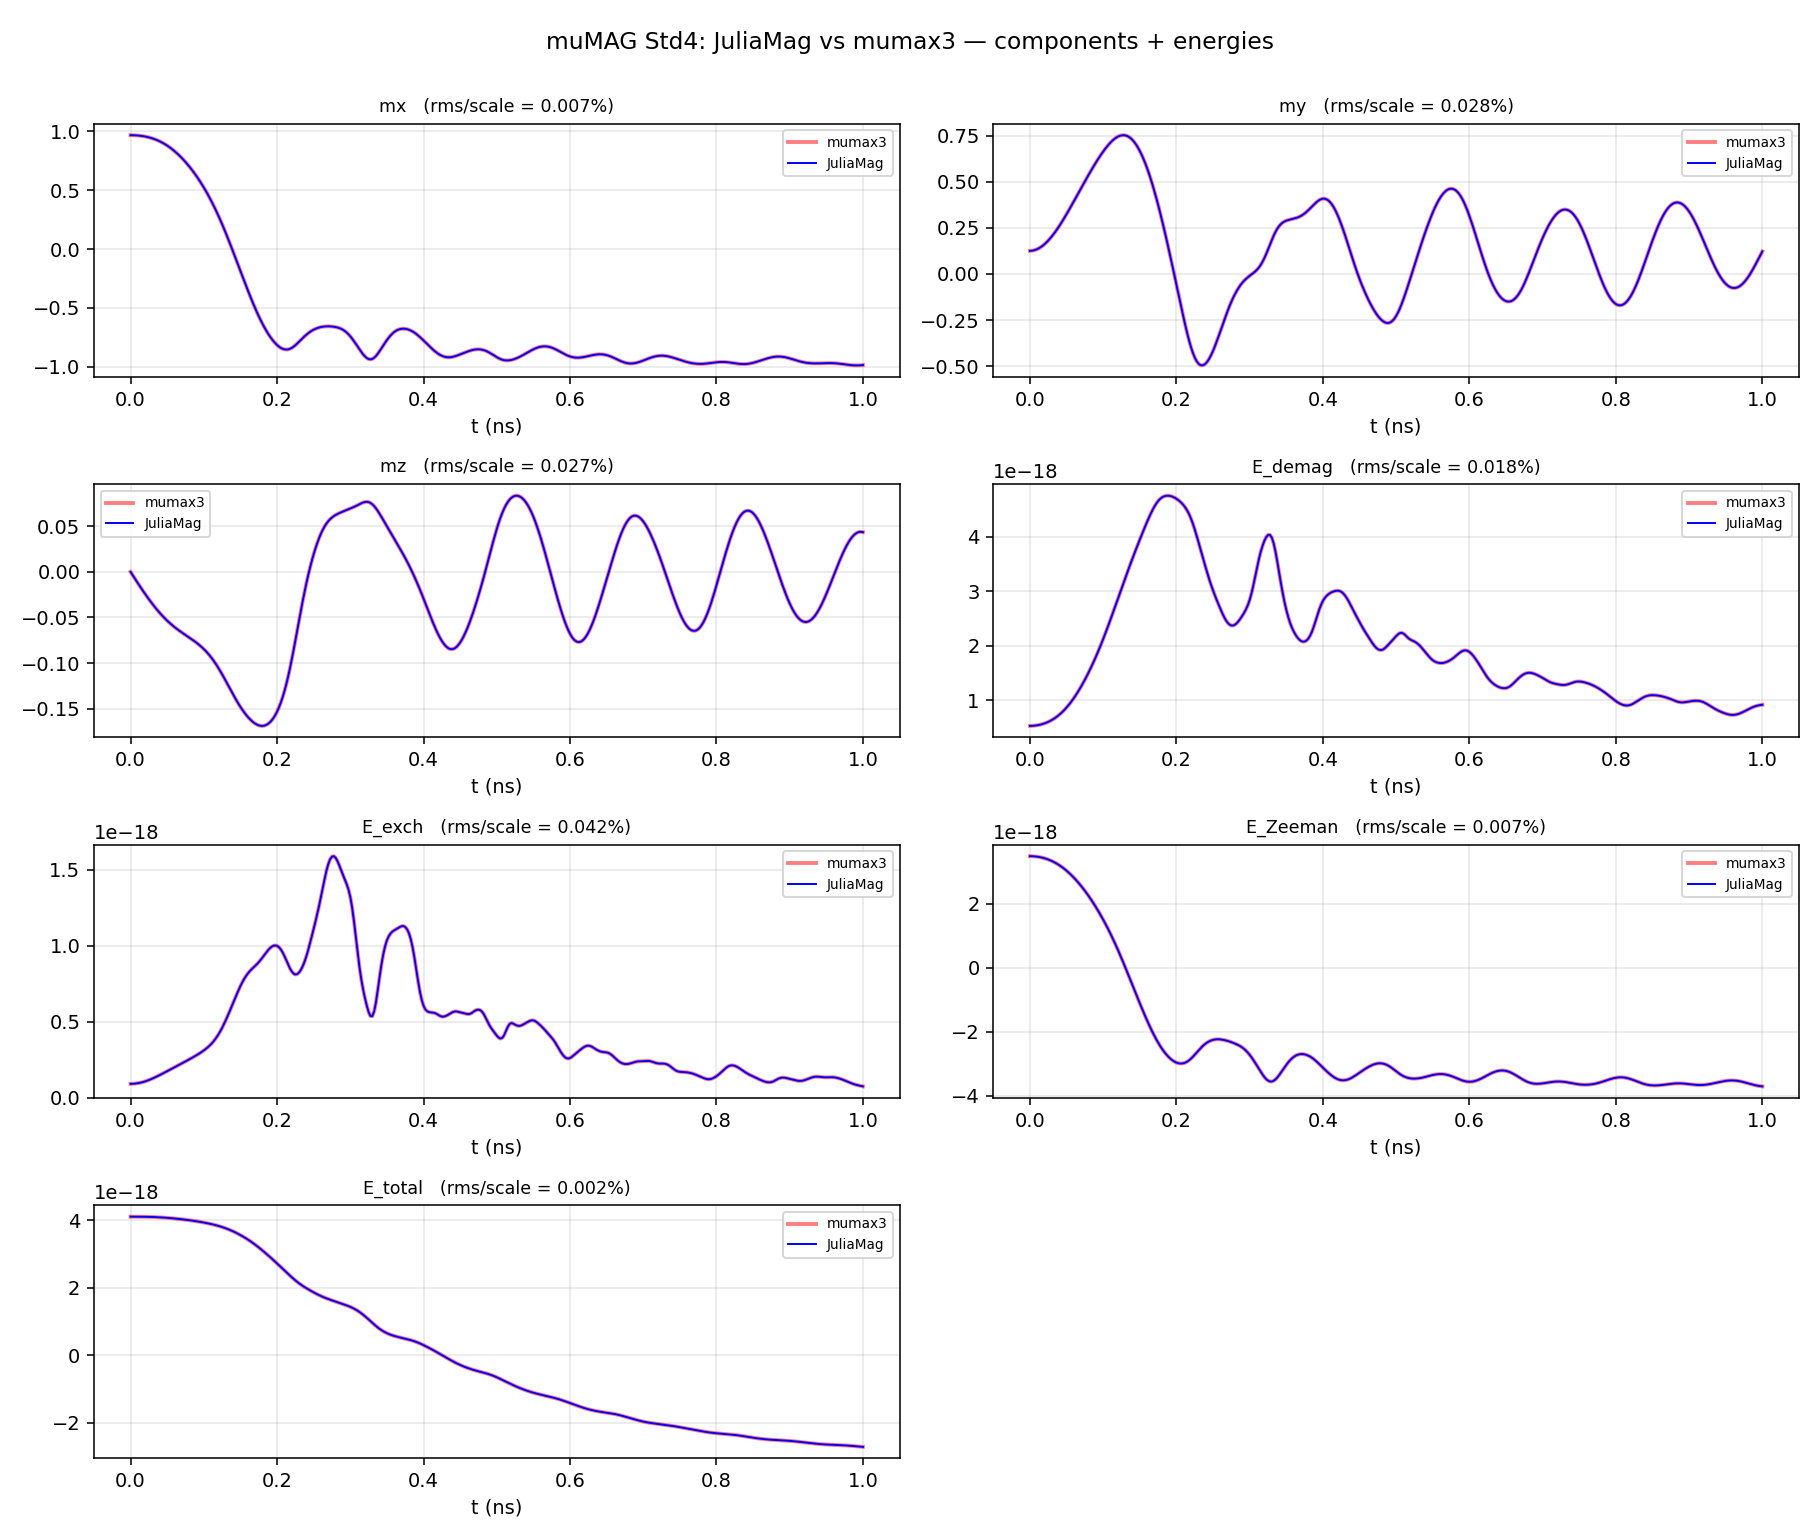 muMAG Std4: JuliaMag vs mumax3 — components + energies
mx (rms/scale = 0.007%)
1.0
0.5
0.0
−0.5
−1.0
mumax3
JuliaMag
0.0 0.2 0.4 0.6 0.8 1.0
t (ns)
my (rms/scale = 0.028%)
0.75
0.50
0.25
0.00
−0.25
−0.50
mumax3
JuliaMag
0.0 0.2 0.4 0.6 0.8 1.0
t (ns)
mz (rms/scale = 0.027%)
0.05
0.00
−0.05
−0.10
−0.15
mumax3
JuliaMag
0.0 0.2 0.4 0.6 0.8 1.0
t (ns)
1e−18
E_demag (rms/scale = 0.018%)
4
3
2
1
mumax3
JuliaMag
0.0 0.2 0.4 0.6 0.8 1.0
t (ns)
1e−18
E_exch (rms/scale = 0.042%)
1.5
1.0
0.5
0.0
mumax3
JuliaMag
0.0 0.2 0.4 0.6 0.8 1.0
t (ns)
1e−18
E_Zeeman (rms/scale = 0.007%)
2
0
−2
−4
mumax3
JuliaMag
0.0 0.2 0.4 0.6 0.8 1.0
t (ns)
1e−18
E_total (rms/scale = 0.002%)
4
2
0
−2
mumax3
JuliaMag
0.0 0.2 0.4 0.6 0.8 1.0
t (ns)